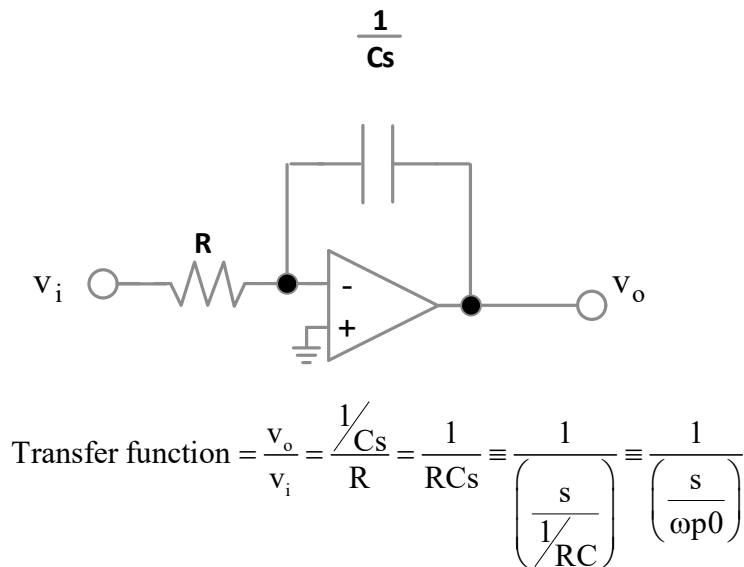 1
Cs
R
v i
-
+
v o
Transfer function = v o / v i = 1/Cs / R = 1 / RCs ≡ 1 / ( s / 1/RC ) ≡ 1 / ( s / ωp0 )